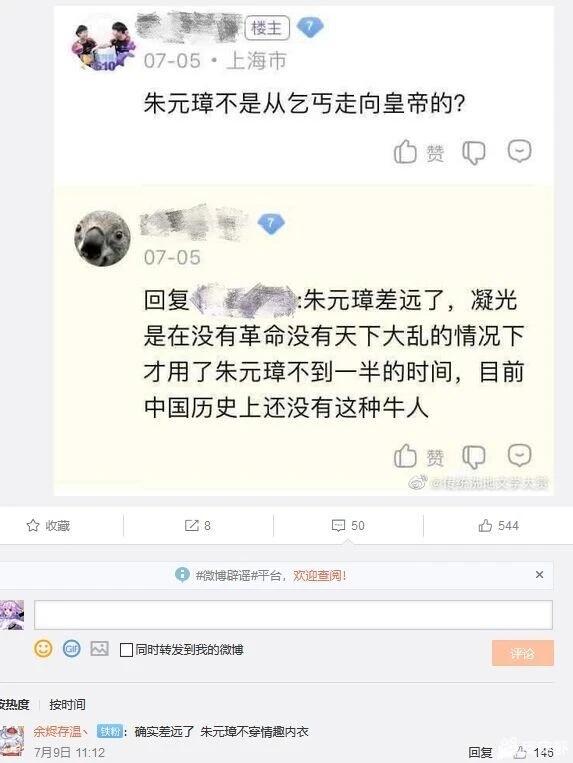 楼主
7
07-05 · 上海市
朱元璋不是从乞丐走向皇帝的?
赞
7
07-05
回复 :朱元璋差远了，凝光
是在没有革命没有天下大乱的情况下
才用了朱元璋不到一半的时间，目前
中国历史上还没有这种牛人
赞
收藏
8
50
544
#微博辟谣#平台，欢迎查阅!
×
GIF
同时转发到我的微博
评论
按热度 按时间
余烬存温丶 铁粉 : 确实差远了 朱元璋不穿情趣内衣
7月9日 11:12
回复
146